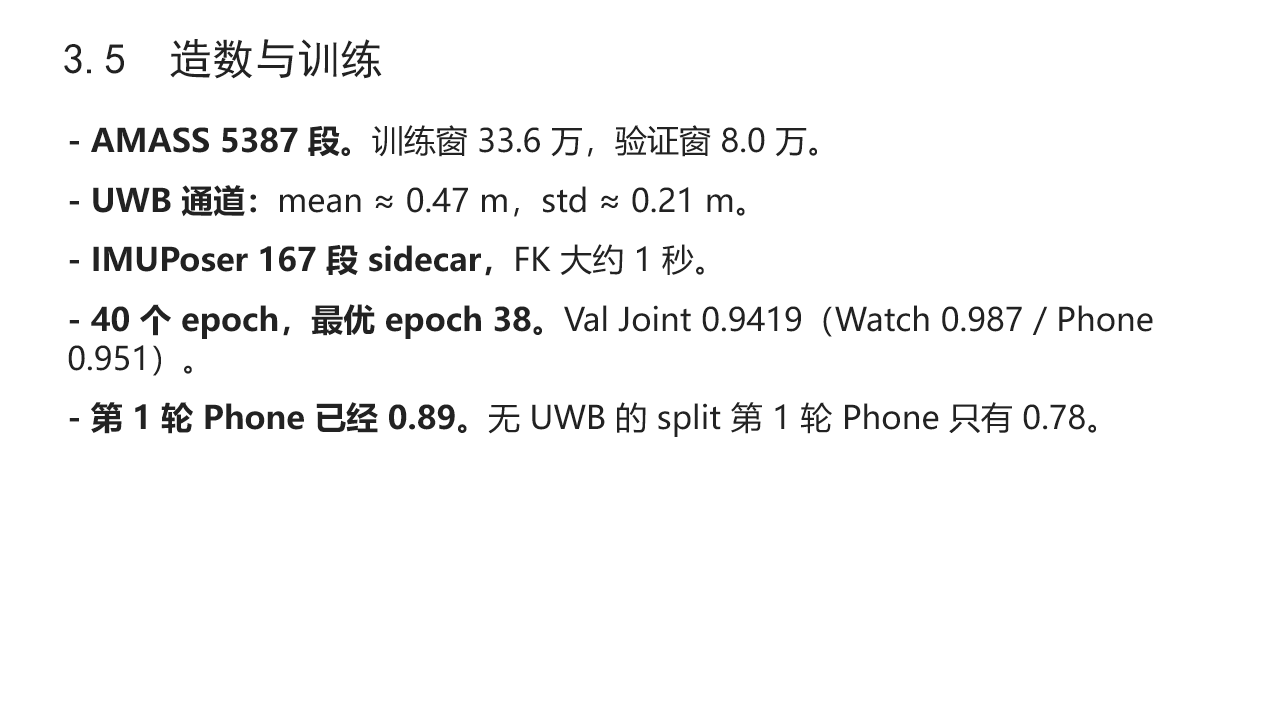 3.5 造数与训练
- AMASS 5387 段。训练窗 33.6 万，验证窗 8.0 万。
- UWB 通道：mean ≈ 0.47 m，std ≈ 0.21 m。
- IMUPoser 167 段 sidecar，FK 大约 1 秒。
- 40 个 epoch，最优 epoch 38。Val Joint 0.9419（Watch 0.987 / Phone
0.951）。
- 第 1 轮 Phone 已经 0.89。无 UWB 的 split 第 1 轮 Phone 只有 0.78。